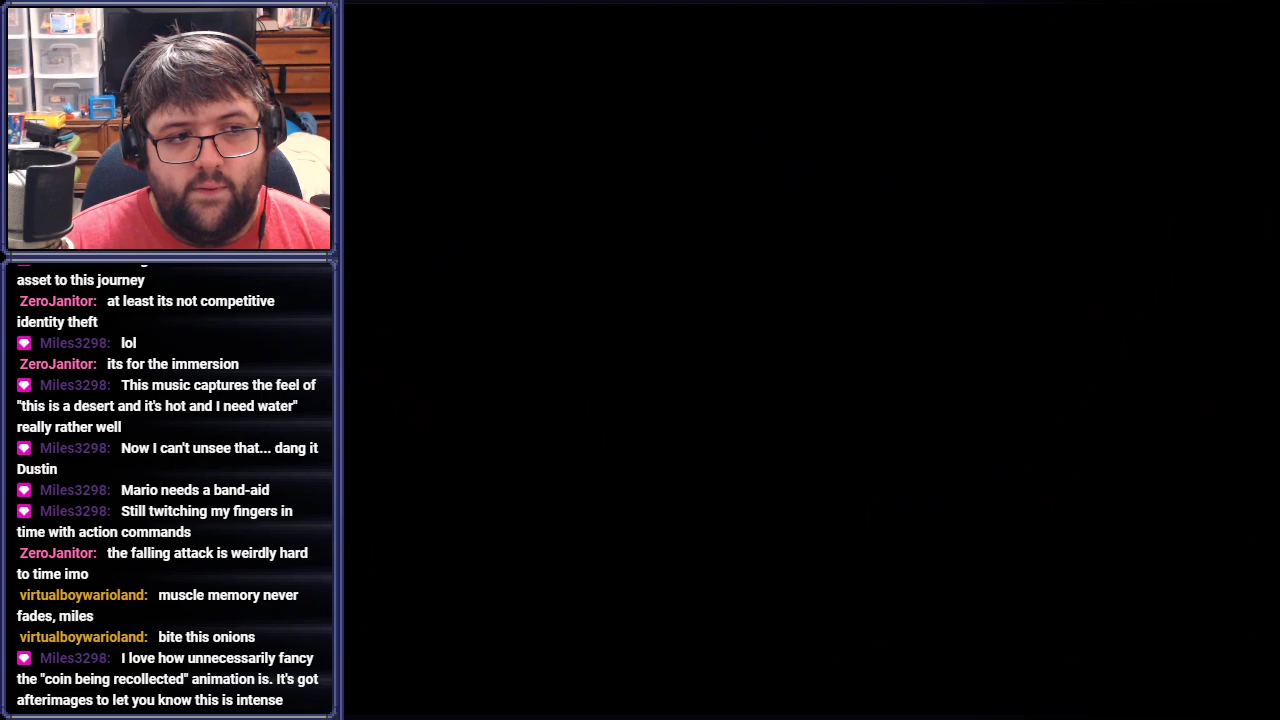 asset to this journey
ZeroJanitor: at least its not competitive
identity theft
Miles3298: lol
ZeroJanitor: its for the immersion
Miles3298: This music captures the feel of
"this is a desert and it's hot and I need water"
really rather well
Miles3298: Now I can't unsee that... dang it
Dustin
Miles3298: Mario needs a band-aid
Miles3298: Still twitching my fingers in
time with action commands
ZeroJanitor: the falling attack is weirdly hard
to time imo
virtualboywarioland: muscle memory never
fades, miles
virtualboywarioland: bite this onions
Miles3298: I love how unnecessarily fancy
the "coin being recollected" animation is. It's got
afterimages to let you know this is intense